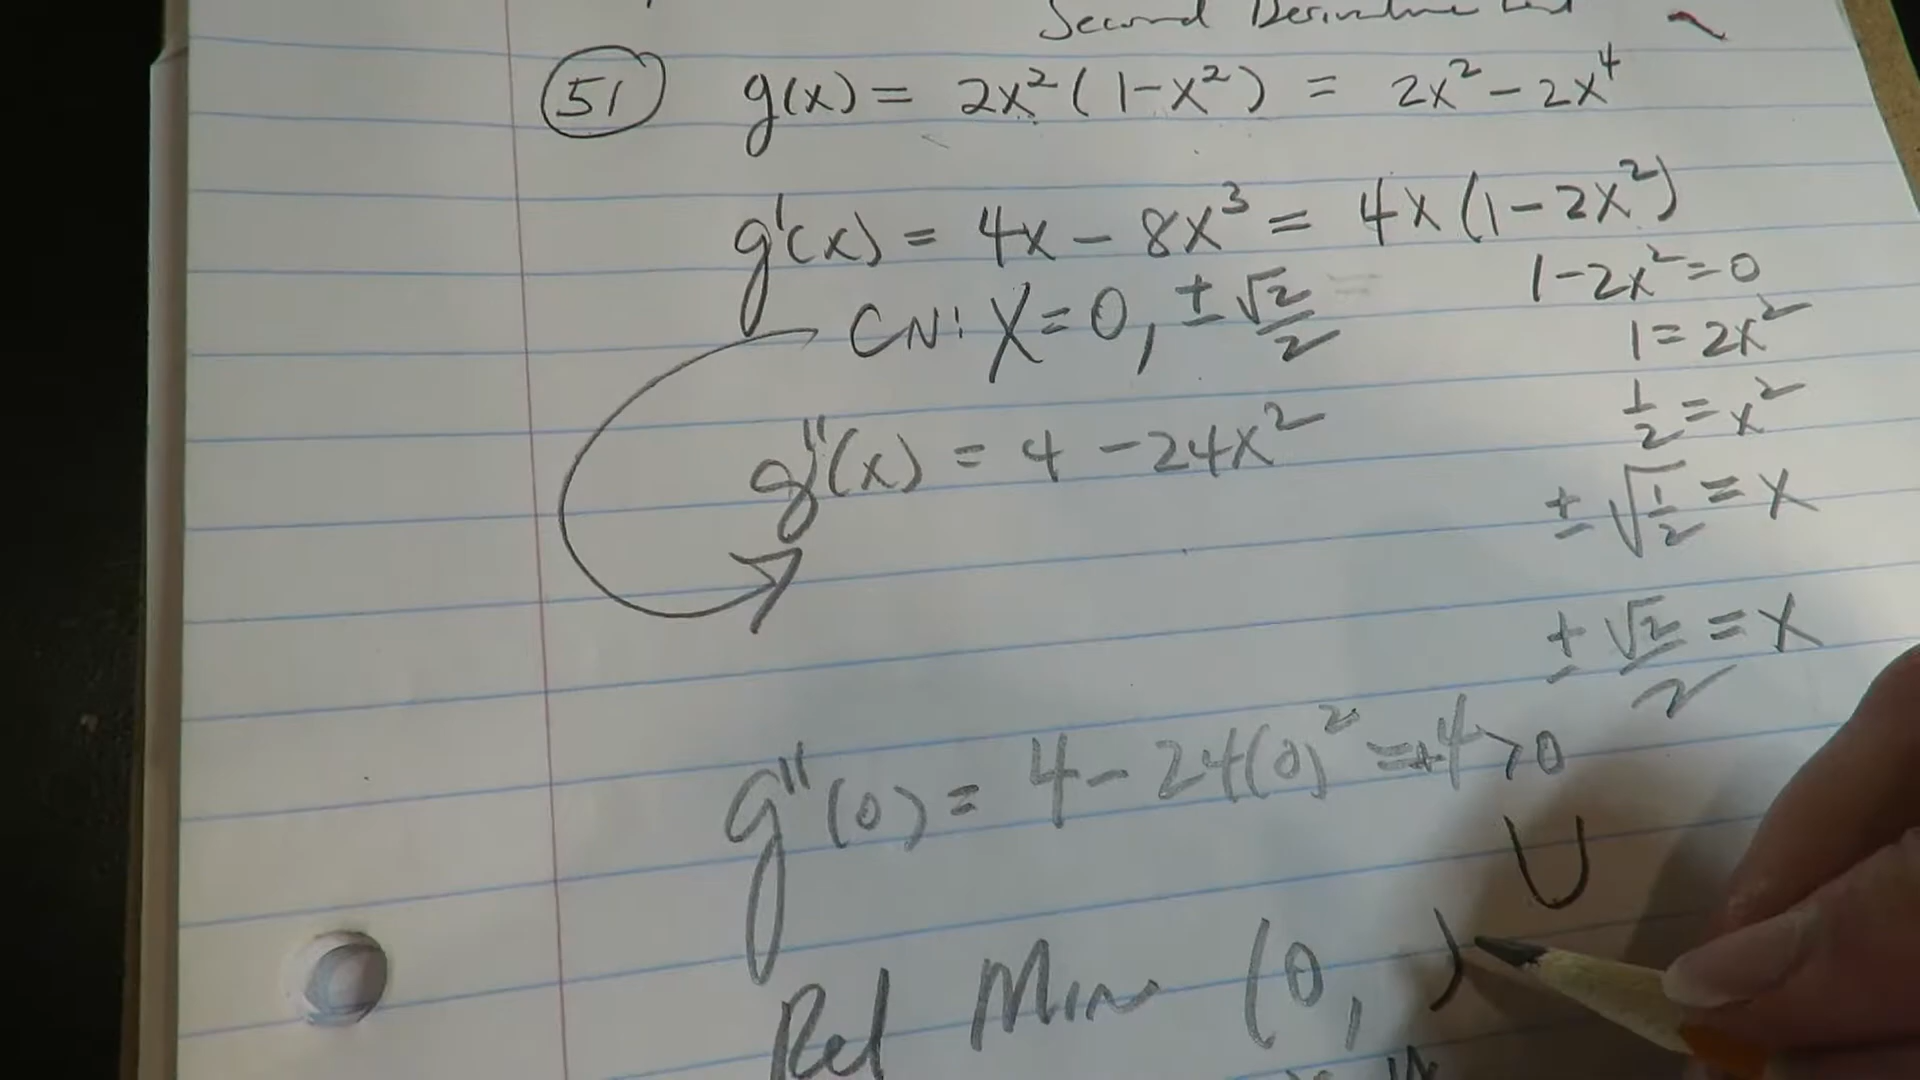 Second Derivative Test
51 g(x) = 2x²(1-x²) = 2x² - 2x⁴
g'(x) = 4x - 8x³ = 4x(1-2x²)
CN: X=0, ± √2/2
g''(x) = 4 - 24x²
1-2x²=0
1=2x²
1/2=x²
± √1/2 = x
± √2/2 = x
g''(0) = 4 - 24(0)² = +4>0
U
Rel Min (0, )